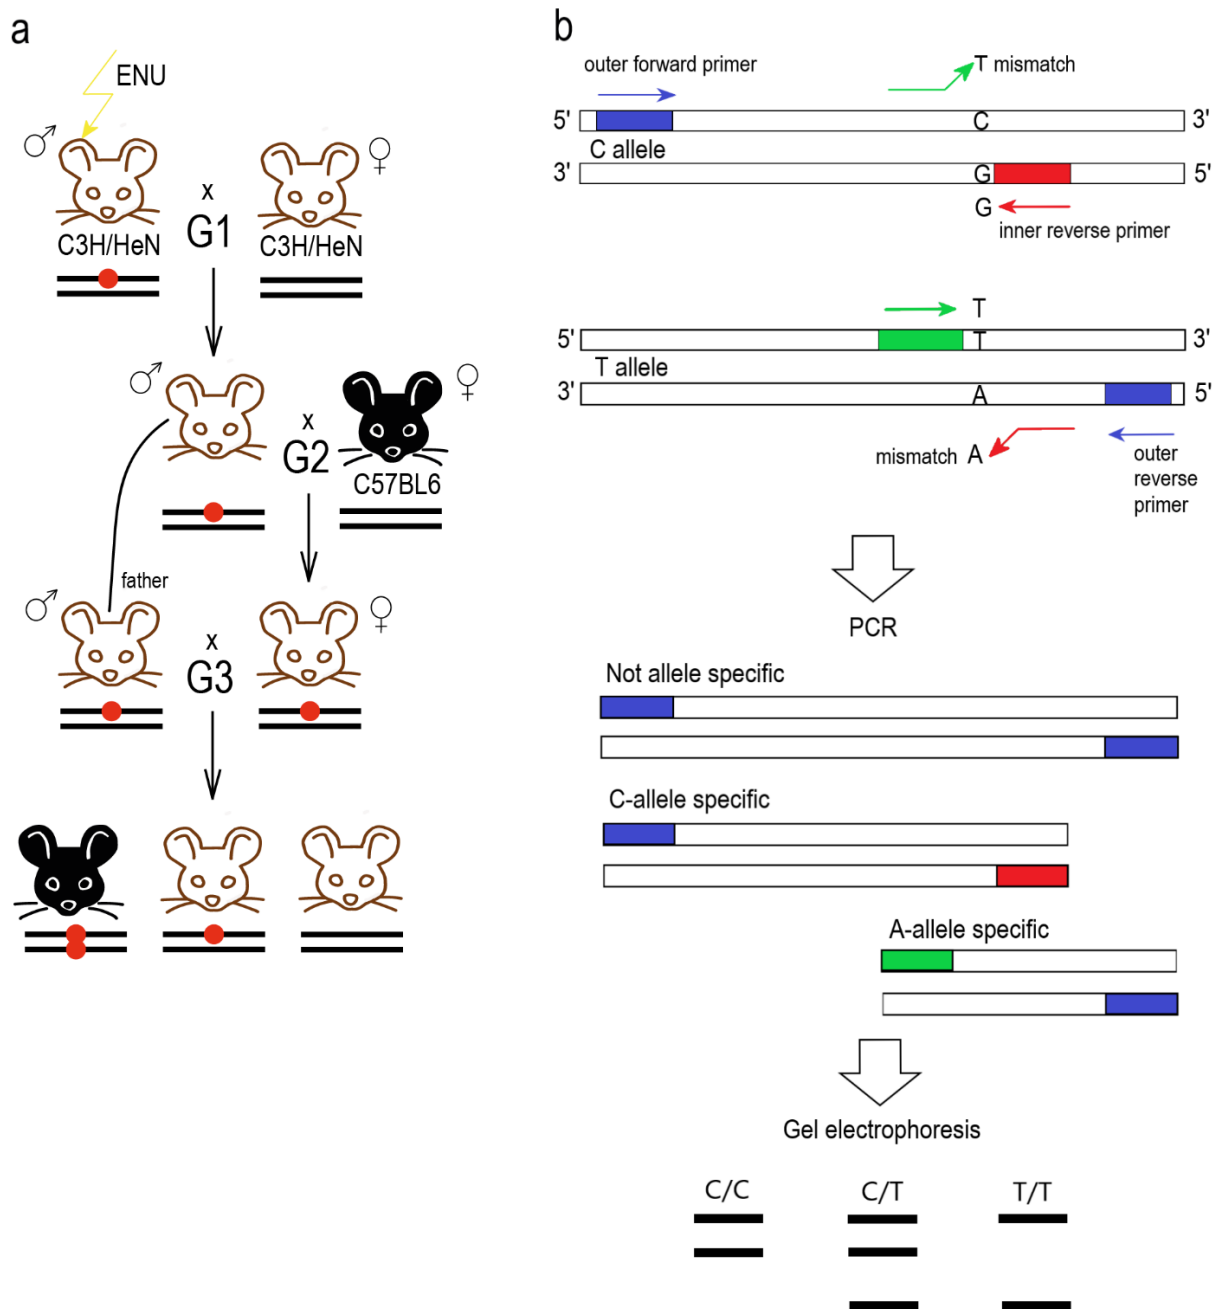 a
ENU
x
G1
C3H/HeN
C3H/HeN
x
G2
C57BL6
father
x
G3
b
outer forward primer
T mismatch
5'
C
3'
C allele
3'
G
5'
G
inner reverse primer
T
5'
T
3'
T allele
3'
A
5'
mismatch A
outer
reverse
primer
PCR
Not allele specific
C-allele specific
A-allele specific
Gel electrophoresis
C/C
C/T
T/T